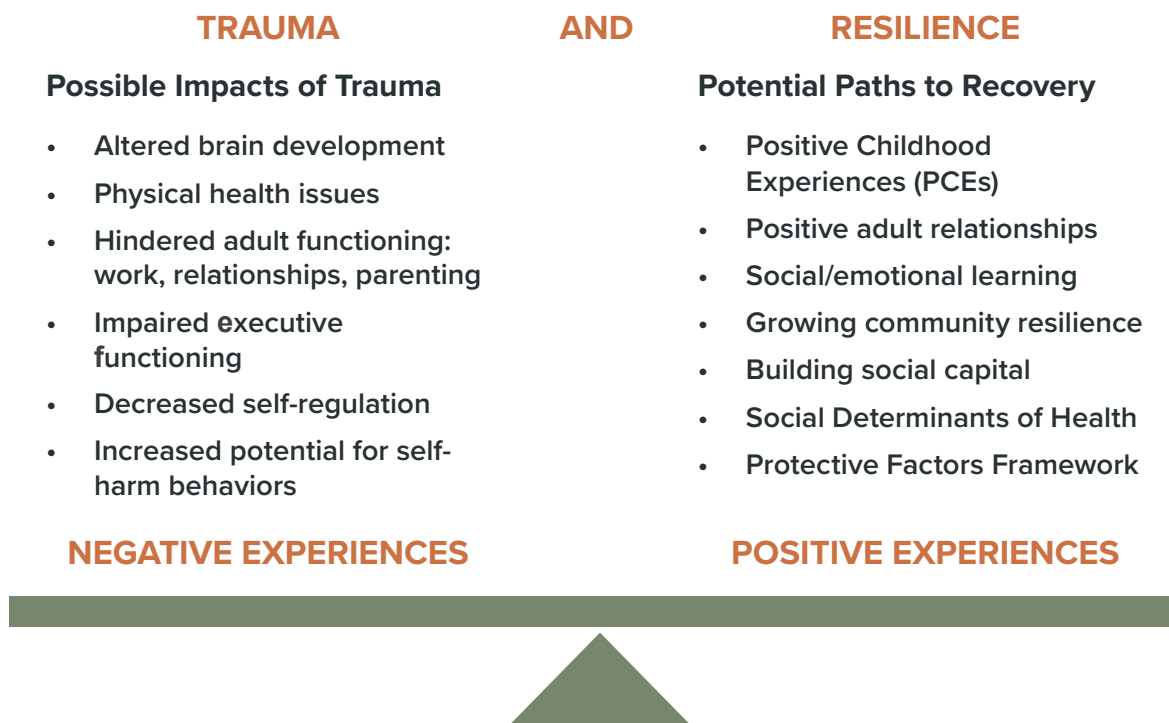 TRAUMA AND RESILIENCE
Possible Impacts of Trauma
• Altered brain development
• Physical health issues
• Hindered adult functioning:
work, relationships, parenting
• Impaired executive
functioning
• Decreased self-regulation
• Increased potential for self-
harm behaviors
NEGATIVE EXPERIENCES
Potential Paths to Recovery
• Positive Childhood
Experiences (PCEs)
• Positive adult relationships
• Social/emotional learning
• Growing community resilience
• Building social capital
• Social Determinants of Health
• Protective Factors Framework
POSITIVE EXPERIENCES